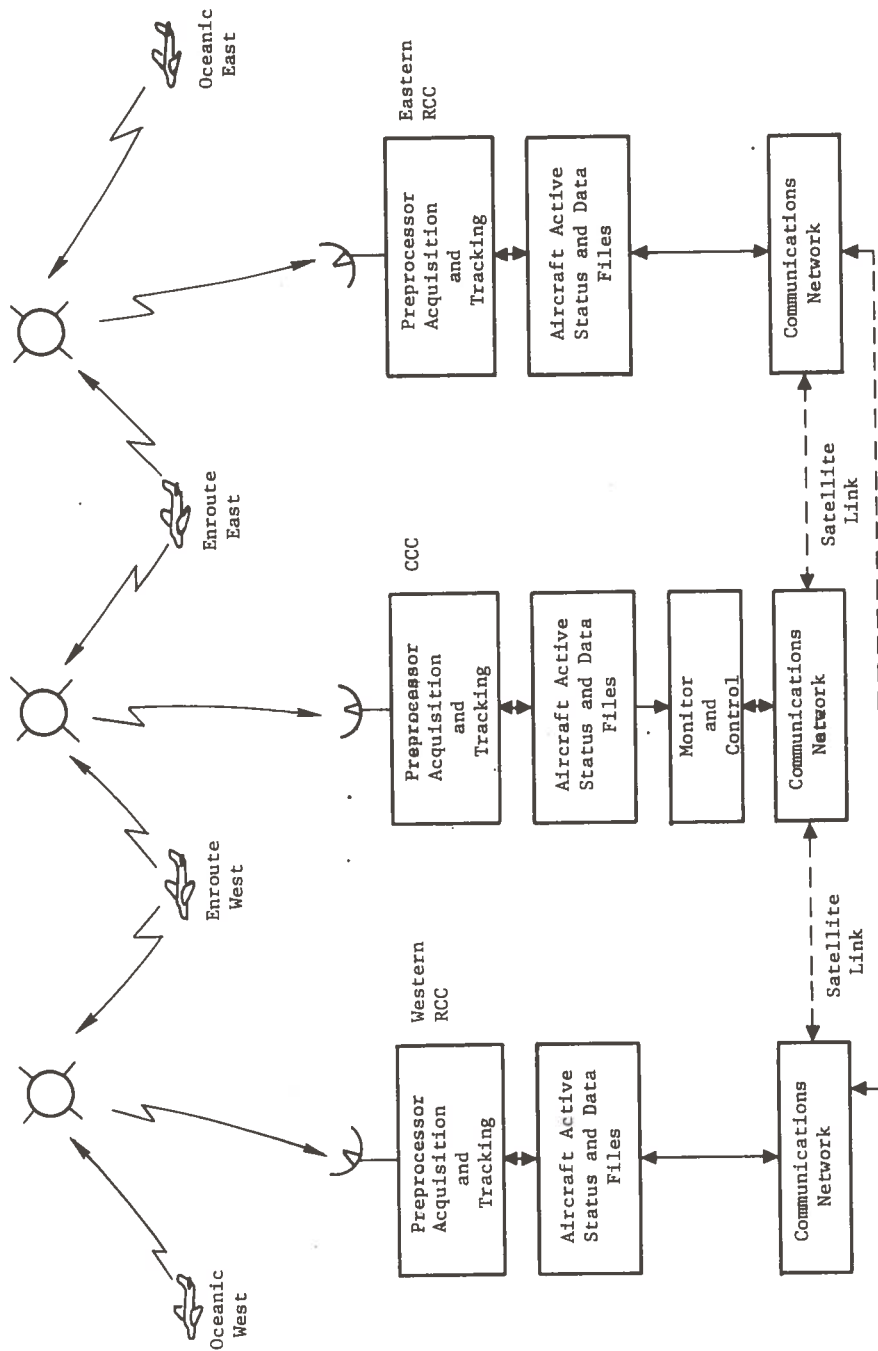 Oceanic
West
Enroute
West
Enroute
East
Oceanic
East
Western
RCC
Preprocessor
Acquisition
and
Tracking
Aircraft Active
Status and Data
Files
Communications
Network
Satellite
Link
CCC
Preprocessor
Acquisition
and
Tracking
Aircraft Active
Status and Data
Files
Monitor
and
Control
Communications
Network
Satellite
Link
Eastern
RCC
Preprocessor
Acquisition
and
Tracking
Aircraft Active
Status and Data
Files
Communications
Network